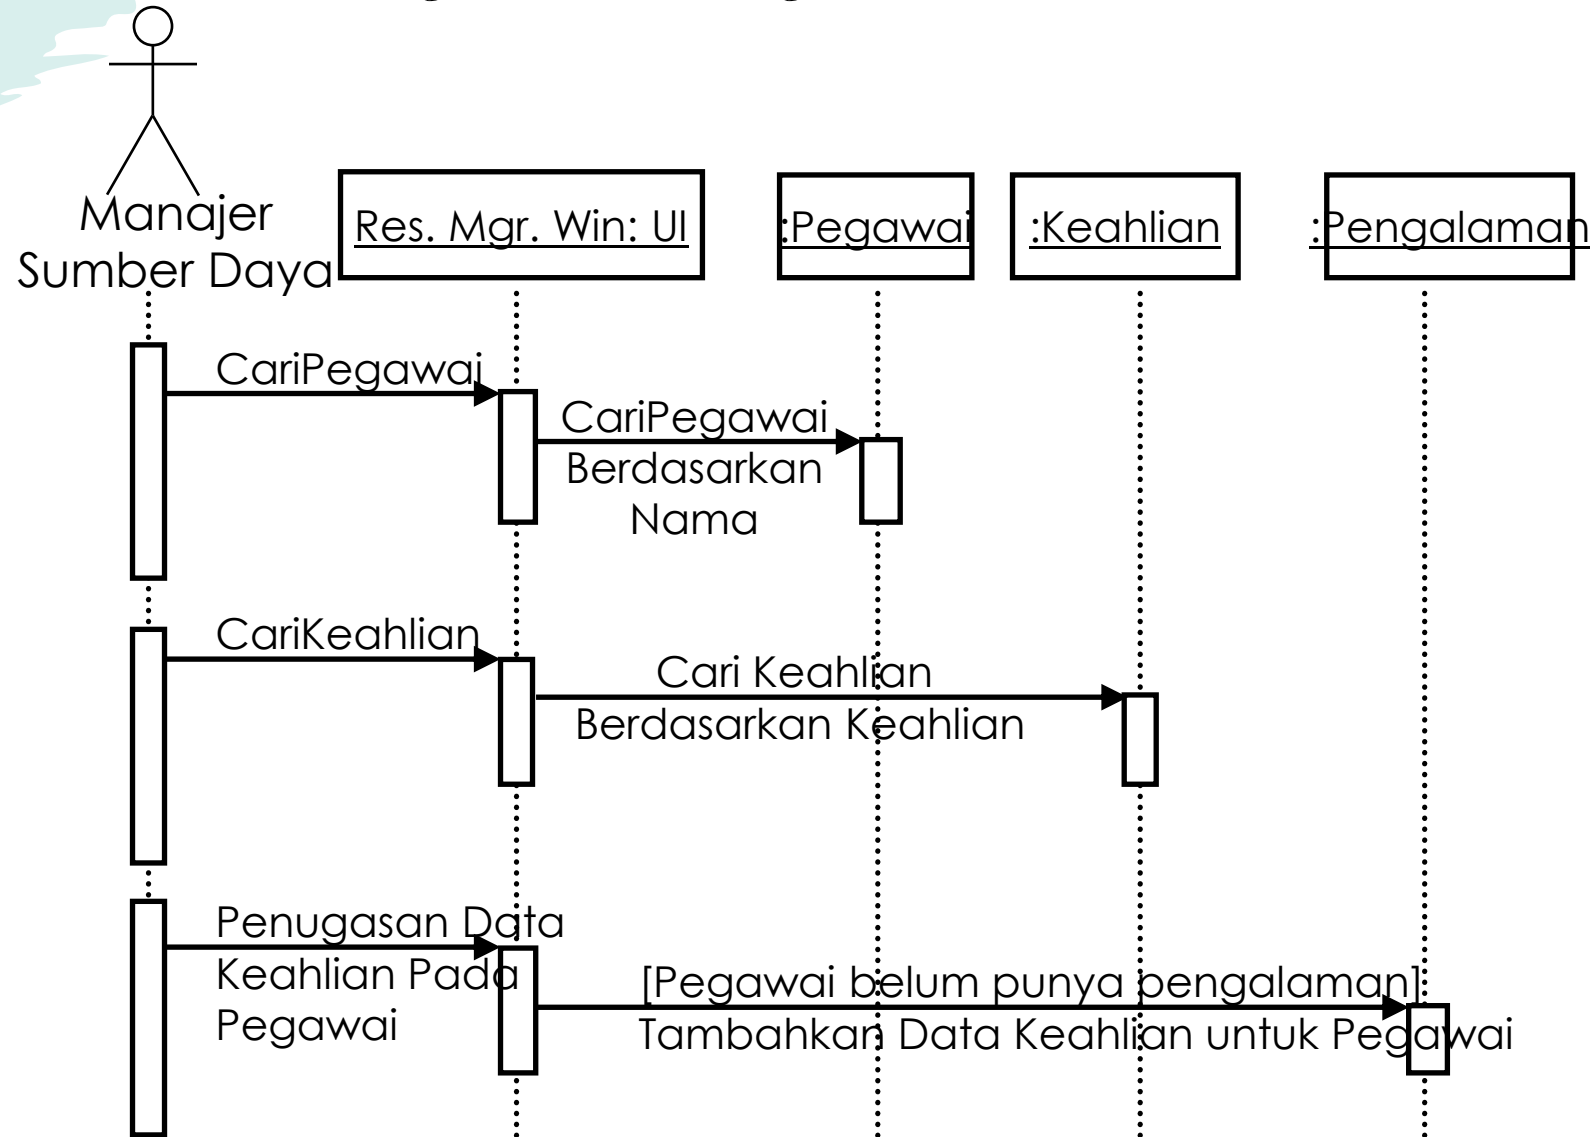 Manajer
Sumber Daya
Res. Mgr. Win: UI
:Pegawai
:Keahlian
:Pengalaman
CariPegawai
CariPegawai
Berdasarkan
Nama
CariKeahlian
Cari Keahlian
Berdasarkan Keahlian
Penugasan Data
Keahlian Pada
Pegawai
[Pegawai belum punya pengalaman]
Tambahkan Data Keahlian untuk Pegawai